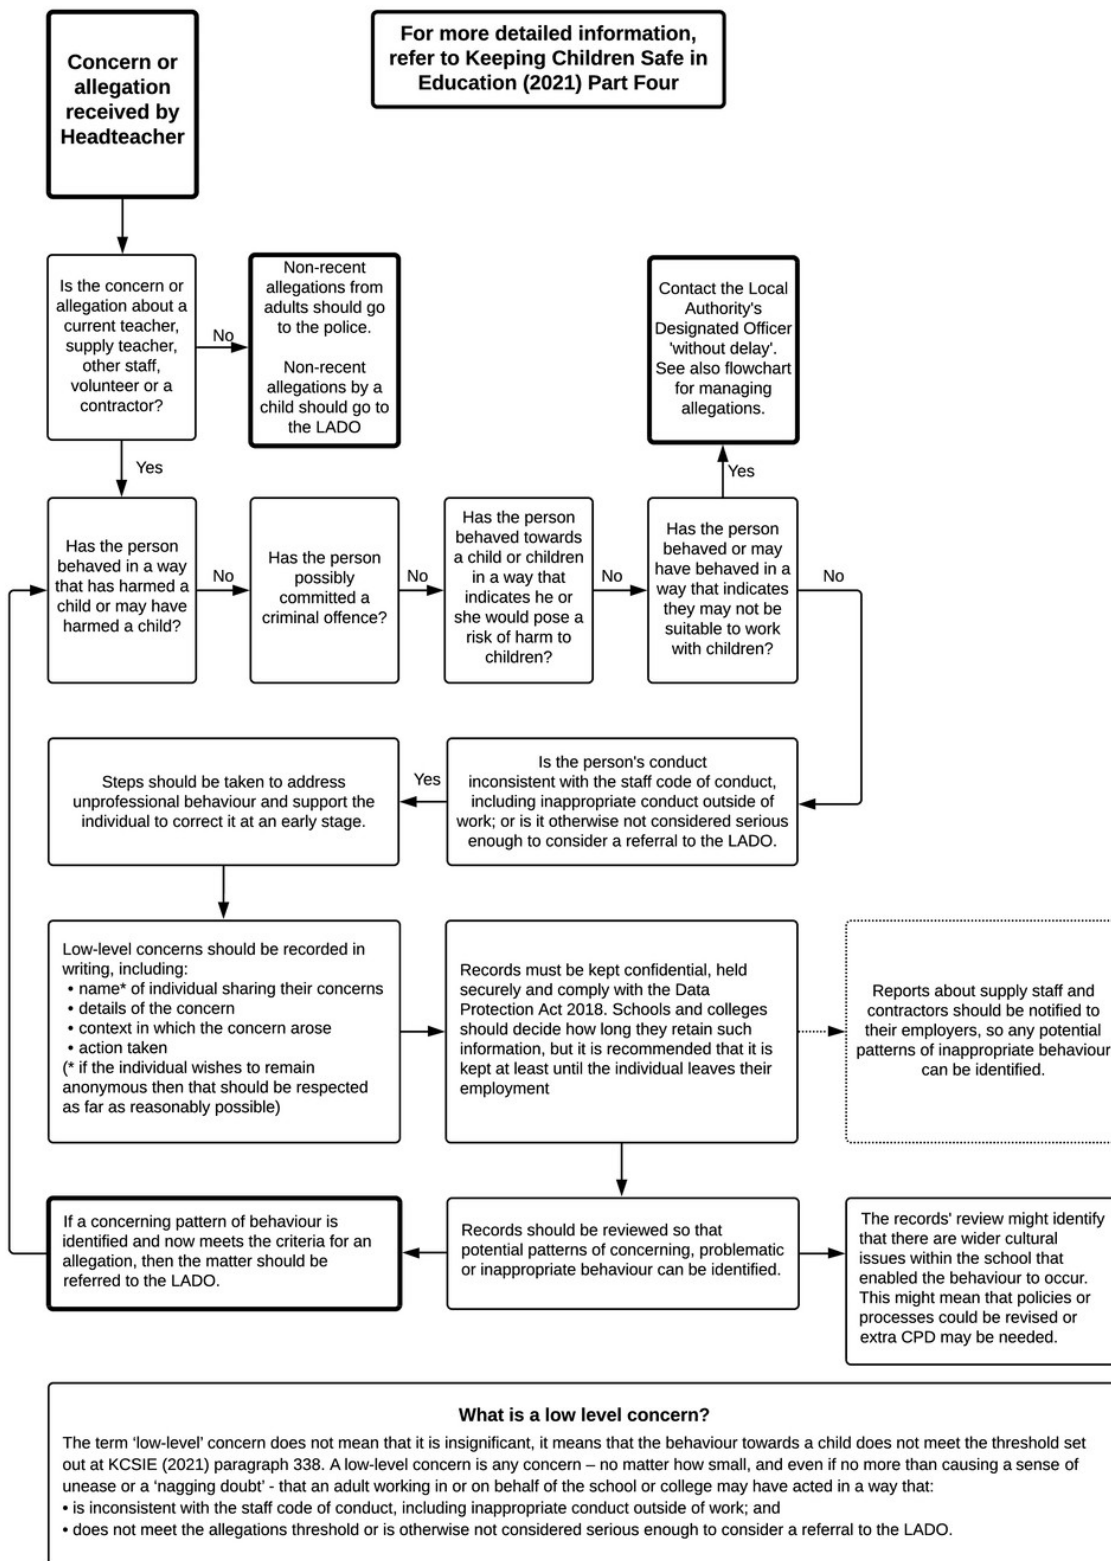 Concern or
allegation
received by
Headteacher
For more detailed information,
refer to Keeping Children Safe in
Education (2021) Part Four
Is the concern or
allegation about a
current teacher,
supply teacher,
other staff,
volunteer or a
contractor?
No
Non-recent
allegations from
adults should go
to the police.
Non-recent
allegations by a
child should go to
the LADO
Contact the Local
Authority's
Designated Officer
'without delay'.
See also flowchart
for managing
allegations.
Yes
Yes
Has the person
behaved in a way
that has harmed a
child or may have
harmed a child?
No
Has the person
possibly
committed a
criminal offence?
No
Has the person
behaved towards
a child or children
in a way that
indicates he or
she would pose a
risk of harm to
children?
No
Has the person
behaved or may
have behaved in a
way that indicates
they may not be
suitable to work
with children?
No
Steps should be taken to address
unprofessional behaviour and support the
individual to correct it at an early stage.
Yes
Is the person's conduct
inconsistent with the staff code of conduct,
including inappropriate conduct outside of
work; or is it otherwise not considered serious
enough to consider a referral to the LADO.
Low-level concerns should be recorded in
writing, including:
• name* of individual sharing their concerns
• details of the concern
• context in which the concern arose
• action taken
(* if the individual wishes to remain
anonymous then that should be respected
as far as reasonably possible)
Records must be kept confidential, held
securely and comply with the Data
Protection Act 2018. Schools and colleges
should decide how long they retain such
information, but it is recommended that it is
kept at least until the individual leaves their
employment
Reports about supply staff and
contractors should be notified to
their employers, so any potential
patterns of inappropriate behaviour
can be identified.
If a concerning pattern of behaviour is
identified and now meets the criteria for an
allegation, then the matter should be
referred to the LADO.
Records should be reviewed so that
potential patterns of concerning, problematic
or inappropriate behaviour can be identified.
The records' review might identify
that there are wider cultural
issues within the school that
enabled the behaviour to occur.
This might mean that policies or
processes could be revised or
extra CPD may be needed.
What is a low level concern?
The term ‘low-level’ concern does not mean that it is insignificant, it means that the behaviour towards a child does not meet the threshold set
out at KCSIE (2021) paragraph 338. A low-level concern is any concern – no matter how small, and even if no more than causing a sense of
unease or a ‘nagging doubt’ - that an adult working in or on behalf of the school or college may have acted in a way that:
• is inconsistent with the staff code of conduct, including inappropriate conduct outside of work; and
• does not meet the allegations threshold or is otherwise not considered serious enough to consider a referral to the LADO.